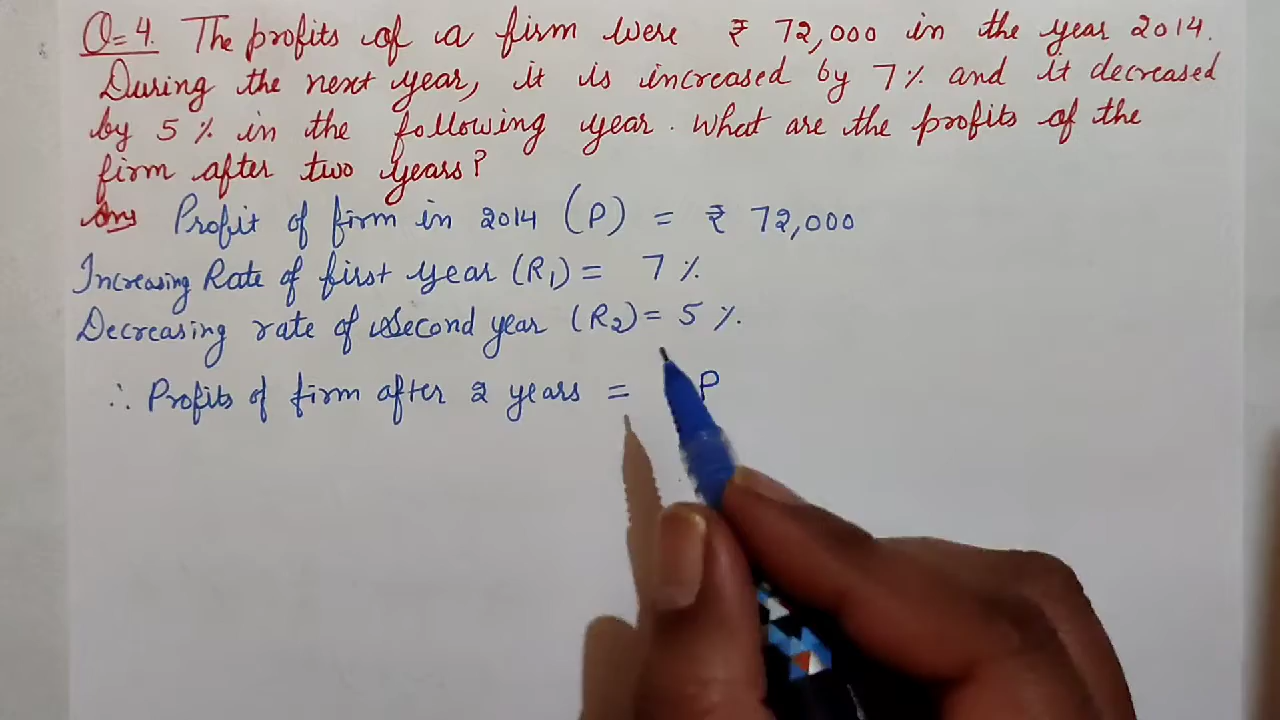 Q=4. The profits of a firm were ₹ 72,000 in the year 2014.
During the next year, it is increased by 7 % and it decreased
by 5 % in the following year. What are the profits of the
firm after two years?
Ans Profit of firm in 2014 (P) = ₹ 72,000
Increasing Rate of first year (R₁) = 7 %.
Decreasing rate of Second year (R₂) = 5 %.
∴ Profits of firm after 2 years = P